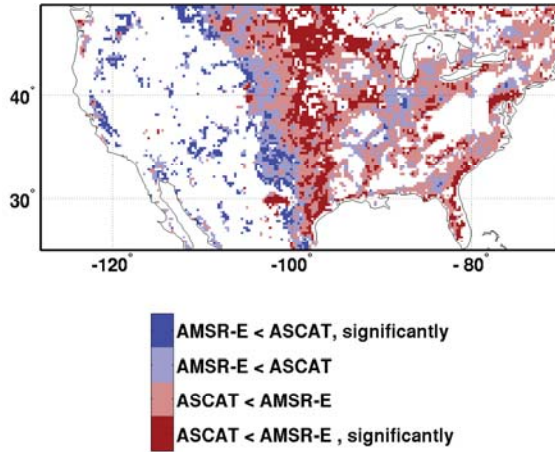 40°
30°
-120°
-100°
-80°
AMSR-E < ASCAT, significantly
AMSR-E < ASCAT
ASCAT < AMSR-E
ASCAT < AMSR-E , significantly